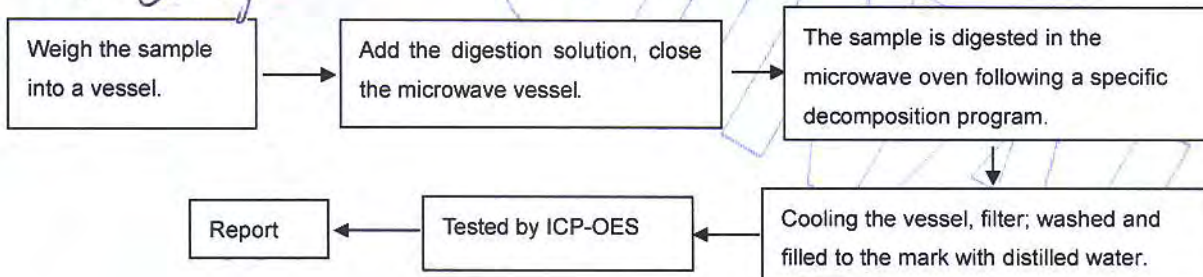 Weigh the sample
into a vessel.
Add the digestion solution, close
the microwave vessel.
The sample is digested in the
microwave oven following a specific
decomposition program.
Cooling the vessel, filter; washed and
filled to the mark with distilled water.
Tested by ICP-OES
Report